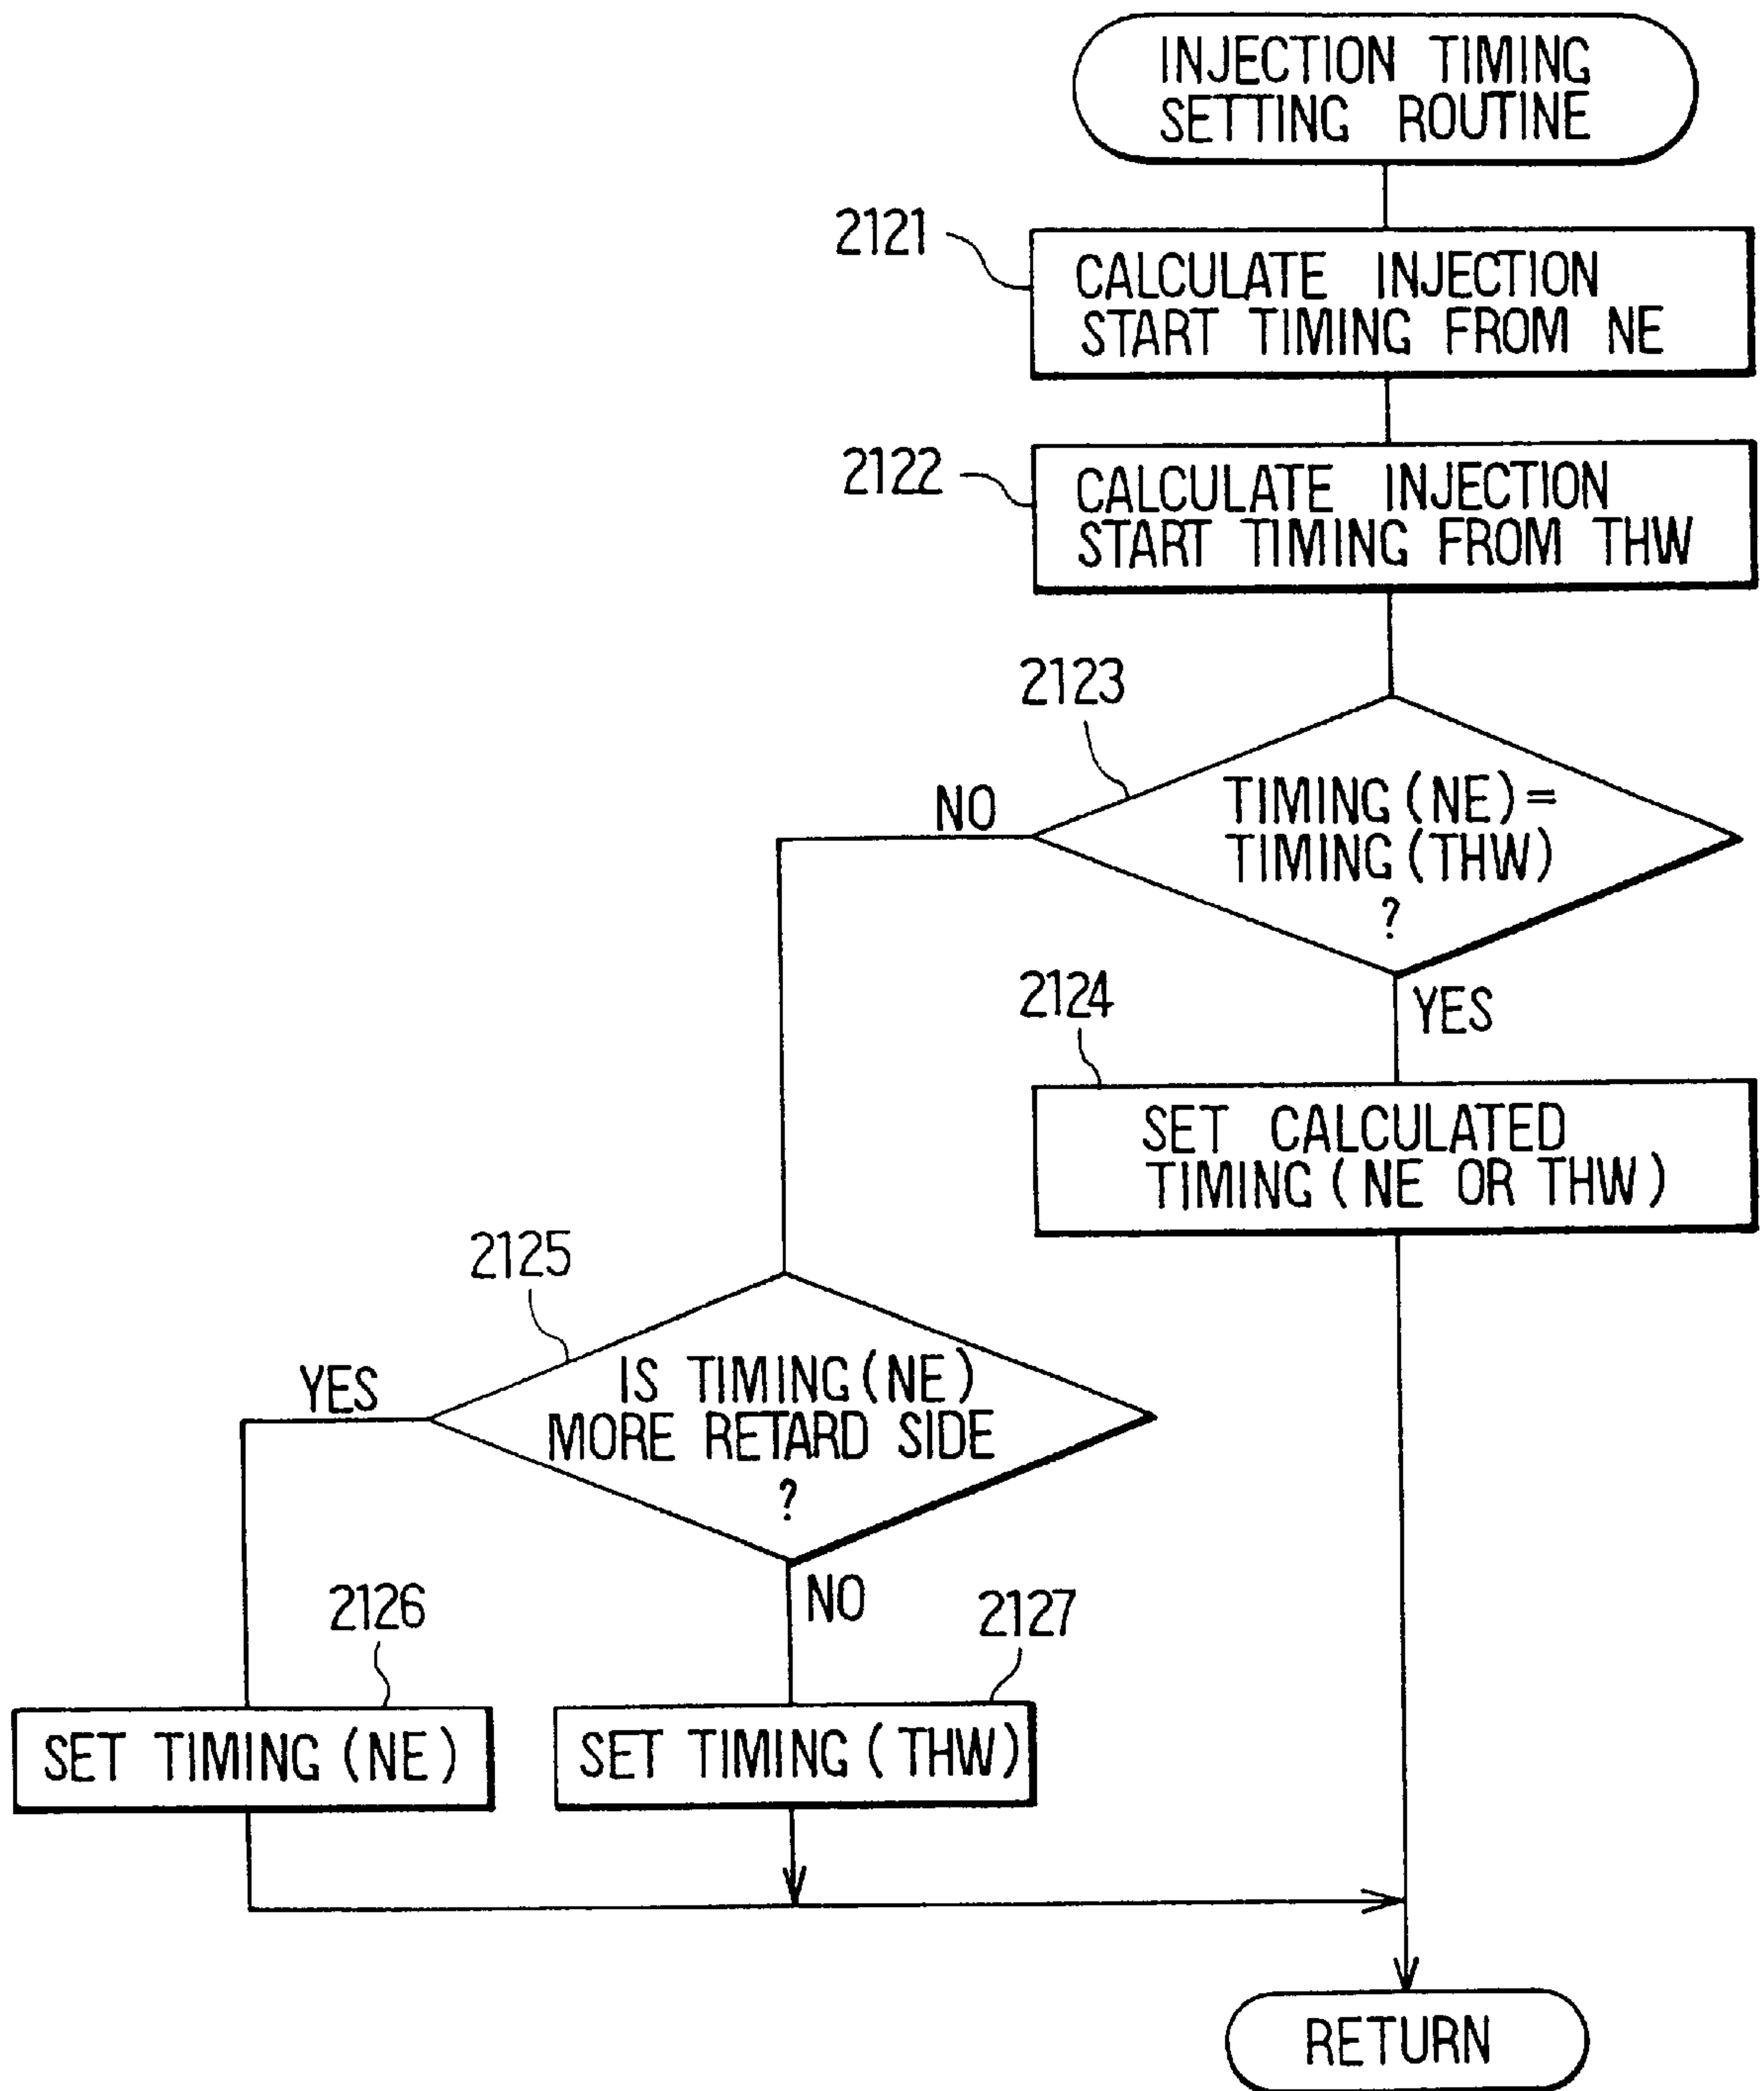 INJECTION TIMING
SETTING ROUTINE
2121
CALCULATE INJECTION
START TIMING FROM NE
2122
CALCULATE INJECTION
START TIMING FROM THW
2123
NO
TIMING(NE)=
TIMING(THW)
?
YES
2124
SET CALCULATED
TIMING(NE OR THW)
2125
YES
IS TIMING(NE)
MORE RETARD SIDE
?
NO
2126
SET TIMING(NE)
2127
SET TIMING(THW)
RETURN